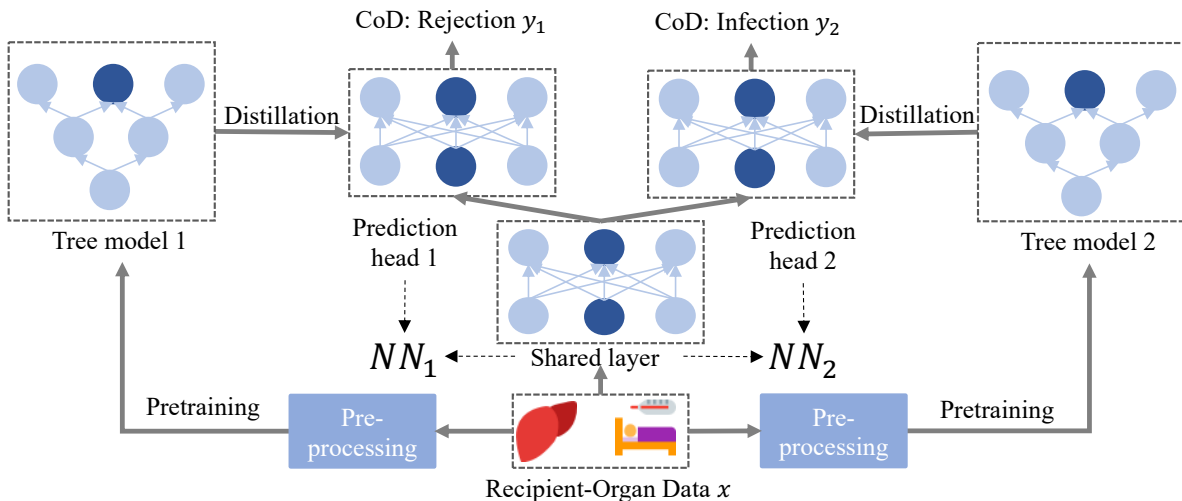 CoD: Rejection y₁
CoD: Infection y₂
Distillation
Distillation
Tree model 1
Prediction
head 1
Prediction
head 2
Tree model 2
NN₁
Shared layer
NN₂
Pretraining
Pre-
processing
Pre-
processing
Pretraining
Recipient-Organ Data x